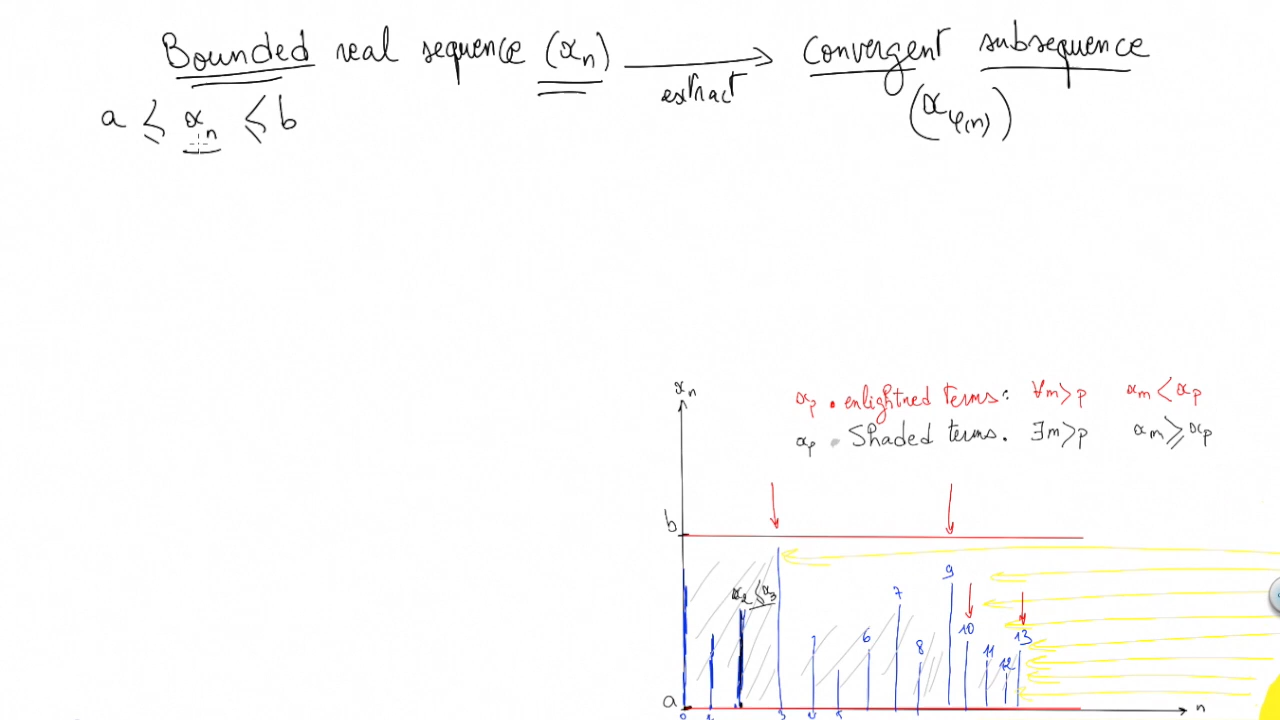 Bounded real sequence (xₙ) → Convergent subsequence
extract
(x_φ(n))
a ⩽ xₙ ⩽ b
xₙ
xₚ • enlightned terms: ∀m>p xₘ < xₚ
xₚ • Shaded terms. ∃m>p xₘ ⩾ xₚ
b
x₂ ⩽ x₃
9
7
6
10
13
8
11
12
a
n